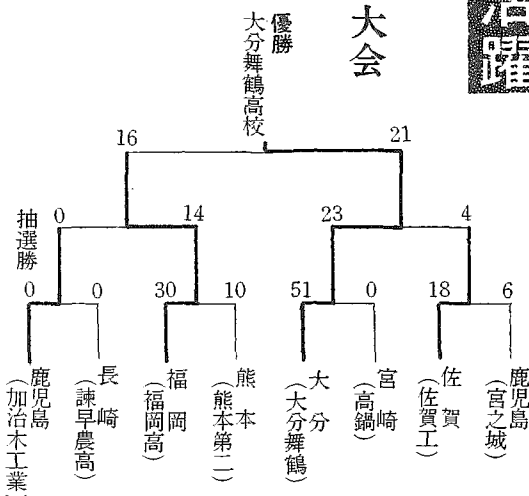 活躍
大会
優勝
大分舞鶴高校
16
21
抽選勝
0
14
23
4
0
0
30
10
51
0
18
6
鹿児島
(加治木工業)
長崎
(諫早農高)
福岡
(福岡高)
熊本
(熊本第二)
大分
(大分舞鶴)
宮崎
(高鍋)
佐賀
(佐賀工)
鹿児島
(宮之城)